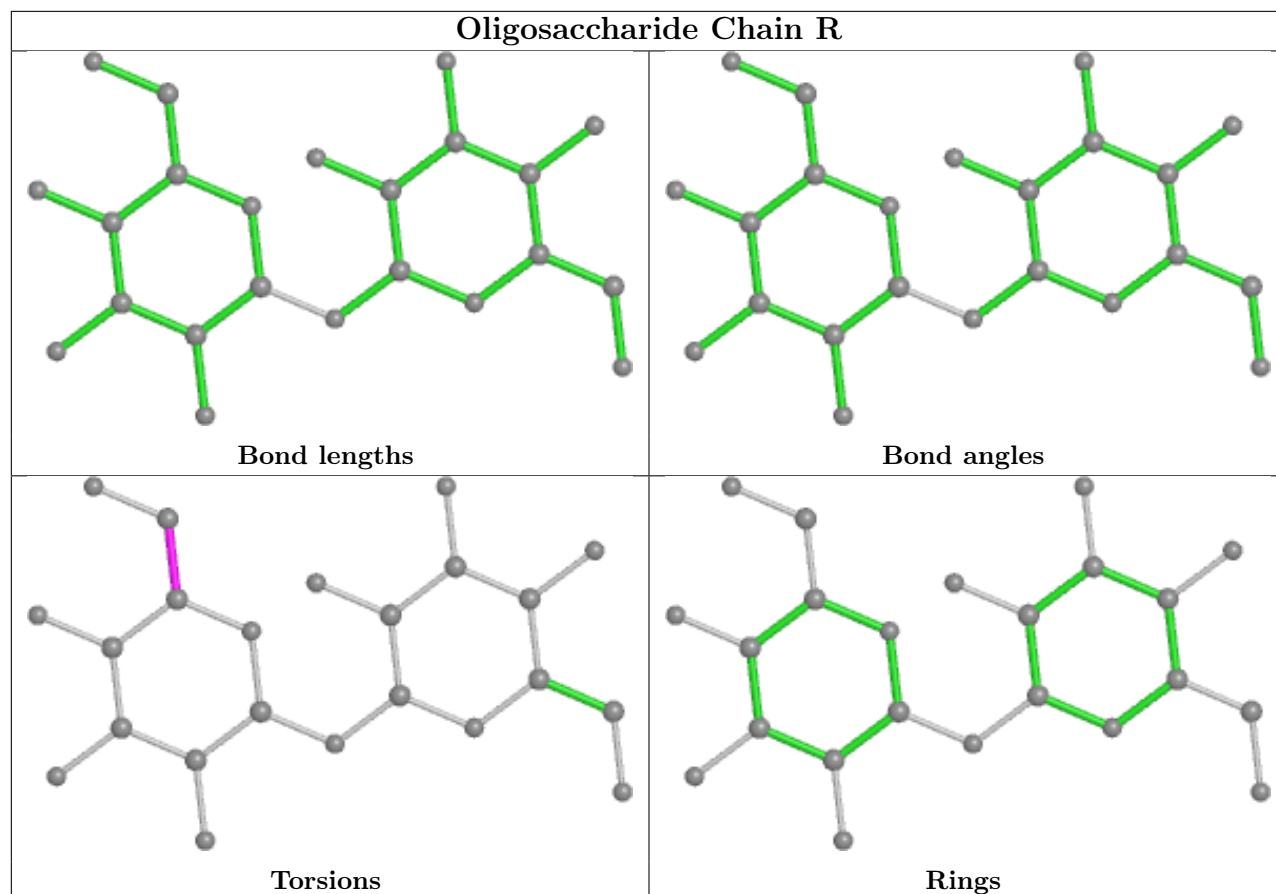 Oligosaccharide Chain R
Bond lengths
Bond angles
Torsions
Rings